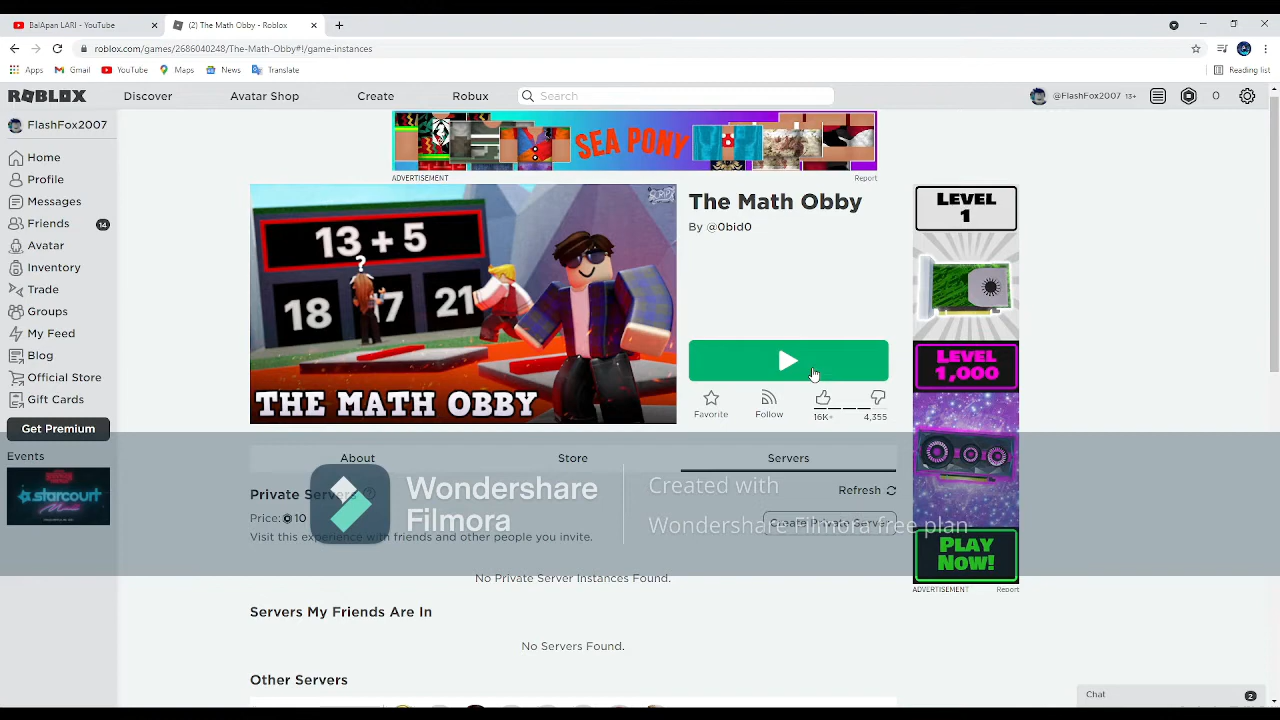 BalApan LARI - YouTube
(2) The Math Obby - Roblox
roblox.com/games/2686040248/The-Math-Obby#!/game-instances
Apps
Gmail
YouTube
Maps
News
Translate
Reading list
ROBLOX
Discover
Avatar Shop
Create
Robux
Search
@FlashFox2007 13+
0
FlashFox2007
Home
Profile
Messages
Friends
14
Avatar
Inventory
Trade
Groups
My Feed
Blog
Official Store
Gift Cards
Get Premium
Events
starcourt
SEA PONY
ADVERTISEMENT
Report
13 + 5
?
18
7
21
THE MATH OBBY
The Math Obby
By @0bid0
Favorite
Follow
16K+
4,355
LEVEL
1
LEVEL
1,000
PLAY
NOW!
ADVERTISEMENT
Report
About
Store
Servers
Private Servers
Refresh
Price: 10
Create Private Server
Visit this experience with friends and other people you invite.
No Private Server Instances Found.
Servers My Friends Are In
No Servers Found.
Other Servers
Wondershare
Filmora
Created with
Wondershare Filmora free plan
Chat
2